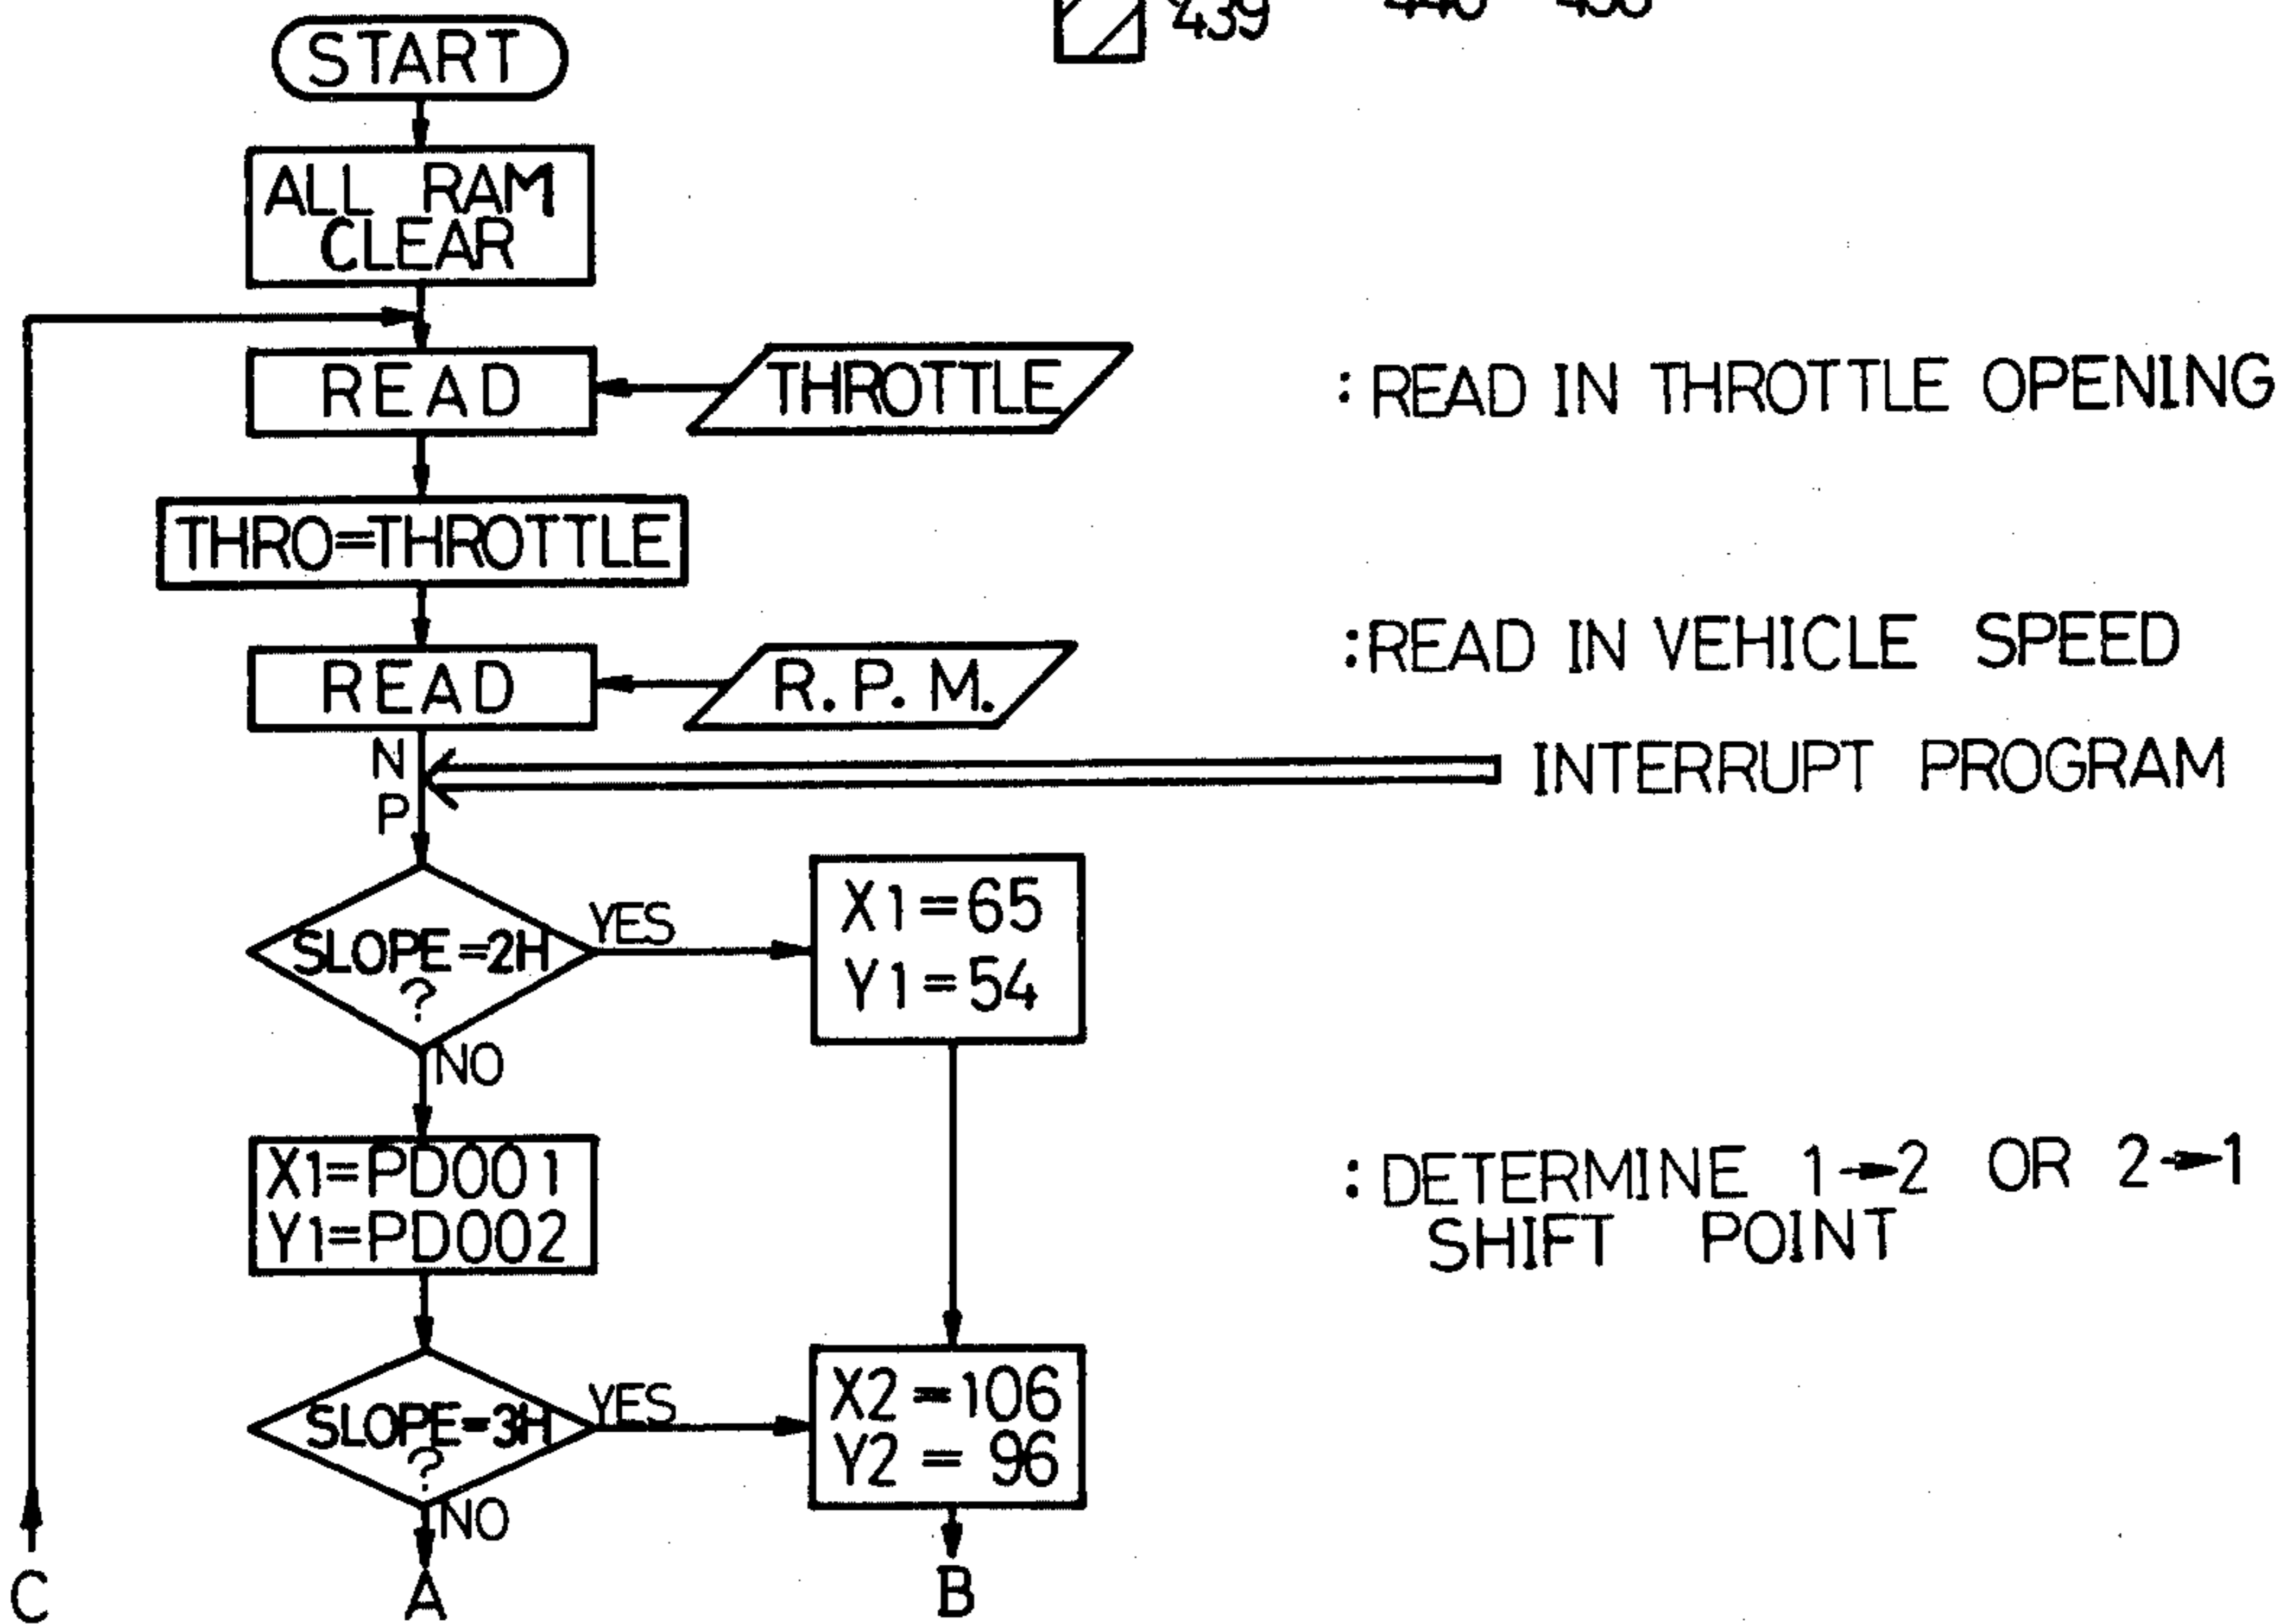 439
START
ALL RAM
CLEAR
READ
THROTTLE
:READ IN THROTTLE OPENING
THRO=THROTTLE
READ
R.P.M.
:READ IN VEHICLE SPEED
N
P
INTERRUPT PROGRAM
SLOPE=2H
?
YES
NO
X1=65
Y1=54
X1=PD001
Y1=PD002
:DETERMINE 1→2 OR 2→1
SHIFT POINT
SLOPE=3H
?
YES
NO
X2=106
Y2=96
C
A
B